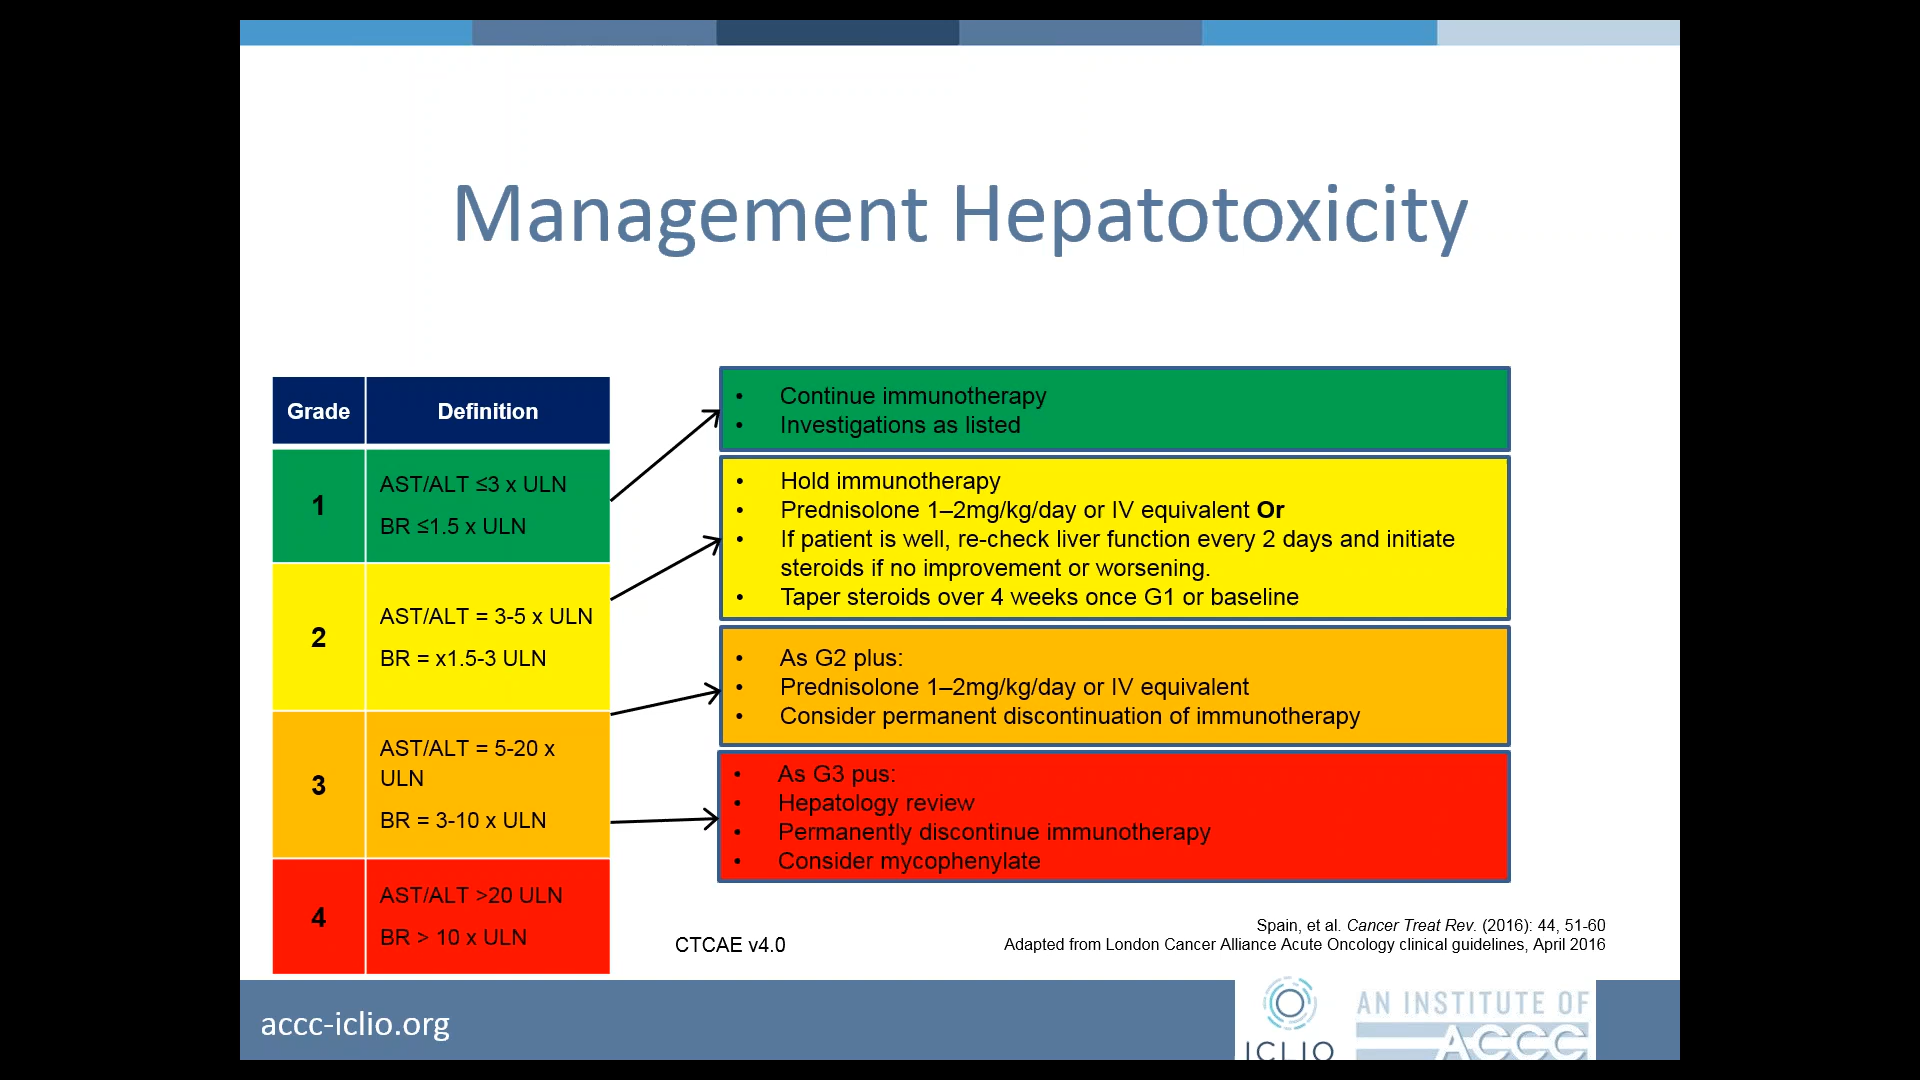 Management Hepatotoxicity
Grade Definition
1
AST/ALT ≤3 x ULN
BR ≤1.5 x ULN
2
AST/ALT = 3-5 x ULN
BR = x1.5-3 ULN
3
AST/ALT = 5-20 x
ULN
BR = 3-10 x ULN
4
AST/ALT >20 ULN
BR > 10 x ULN
• Continue immunotherapy
• Investigations as listed
• Hold immunotherapy
• Prednisolone 1–2mg/kg/day or IV equivalent Or
• If patient is well, re-check liver function every 2 days and initiate
steroids if no improvement or worsening.
• Taper steroids over 4 weeks once G1 or baseline
• As G2 plus:
• Prednisolone 1–2mg/kg/day or IV equivalent
• Consider permanent discontinuation of immunotherapy
• As G3 pus:
• Hepatology review
• Permanently discontinue immunotherapy
• Consider mycophenylate
CTCAE v4.0
Spain, et al. Cancer Treat Rev. (2016): 44, 51-60
Adapted from London Cancer Alliance Acute Oncology clinical guidelines, April 2016
accc-iclio.org
ICLIO
AN INSTITUTE OF
ACCC